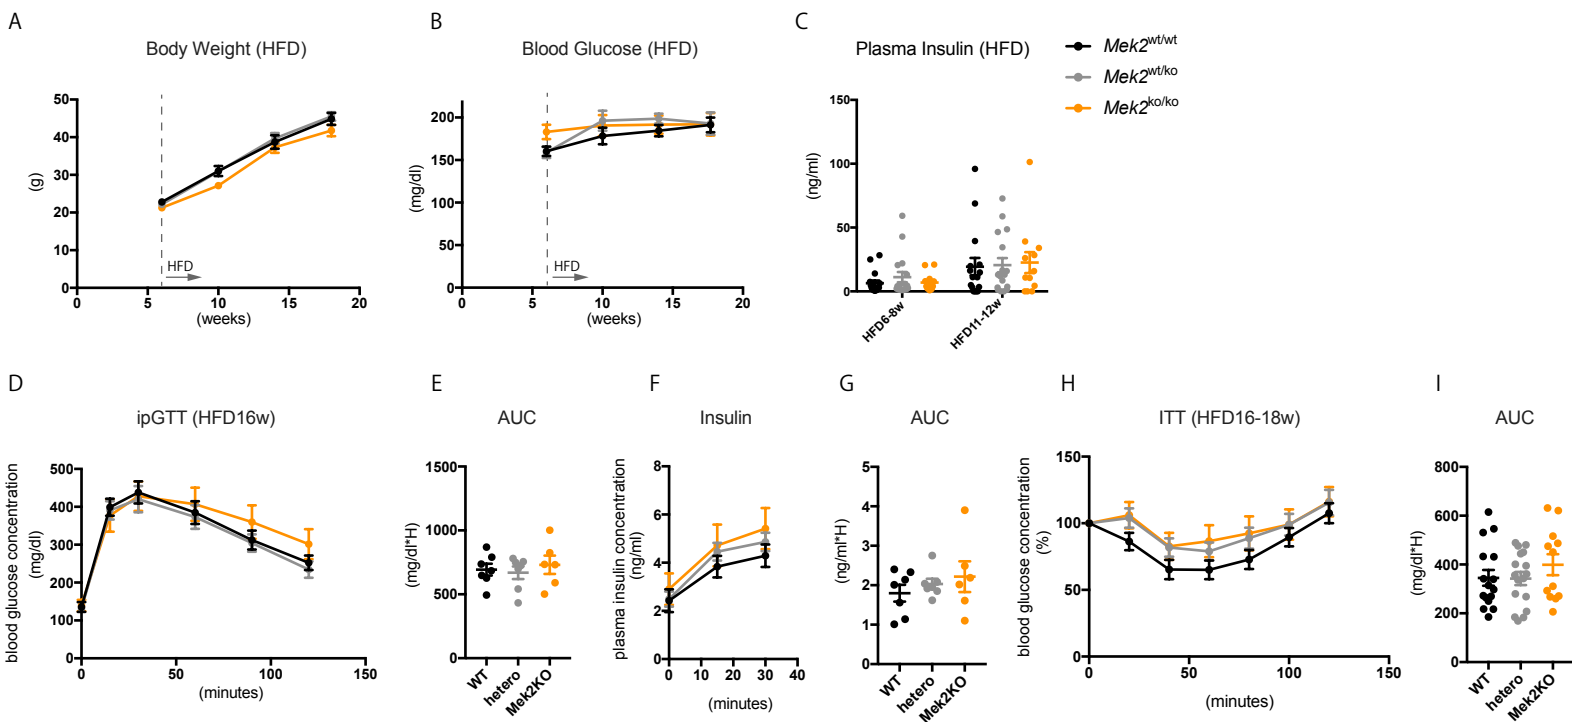 A
Body Weight (HFD)
50
40
30
20
10
0
(g)
HFD
0 5 10 15 20
(weeks)
B
Blood Glucose (HFD)
200
150
100
50
0
(mg/dl)
HFD
0 5 10 15 20
(weeks)
C
Plasma Insulin (HFD)
150
100
50
0
(ng/ml)
HFD6-8w
HFD11-12w
Mek2wt/wt
Mek2wt/ko
Mek2ko/ko
D
ipGTT (HFD16w)
500
400
300
200
100
0
blood glucose concentration
(mg/dl)
0 50 100 150
(minutes)
E
AUC
1500
1000
500
0
(mg/dl*H)
WT
hetero
Mek2KO
F
Insulin
8
6
4
2
0
plasma insulin concentration
(ng/ml)
0 10 20 30 40
(minutes)
G
AUC
5
4
3
2
1
0
(ng/ml*H)
WT
hetero
Mek2KO
H
ITT (HFD16-18w)
150
100
50
0
blood glucose concentration
(%)
0 50 100 150
(minutes)
I
AUC
800
600
400
200
0
(mg/dl*H)
WT
hetero
Mek2KO